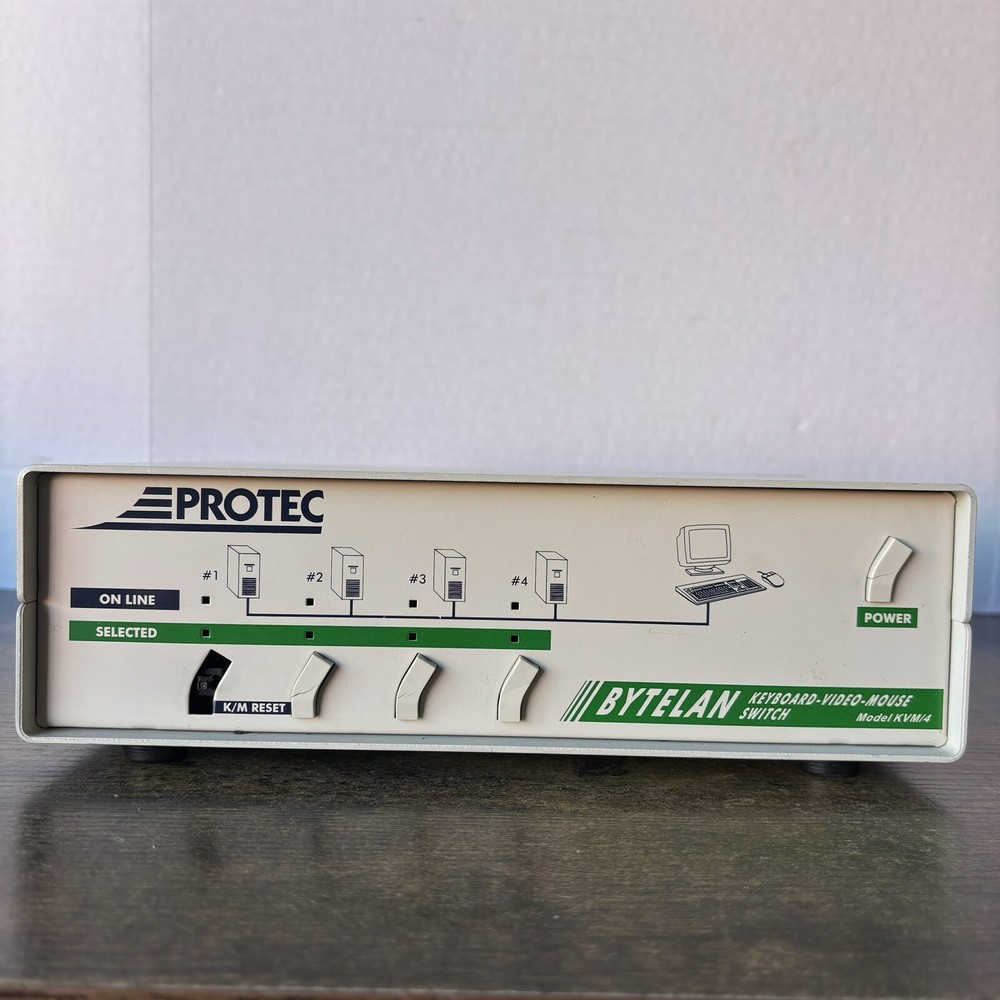 PROTEC
#1 #2 #3 #4
ON LINE
SELECTED
POWER
K/M RESET
BYTELAN KEYBOARD-VIDEO-MOUSE
SWITCH
Model KVM/4